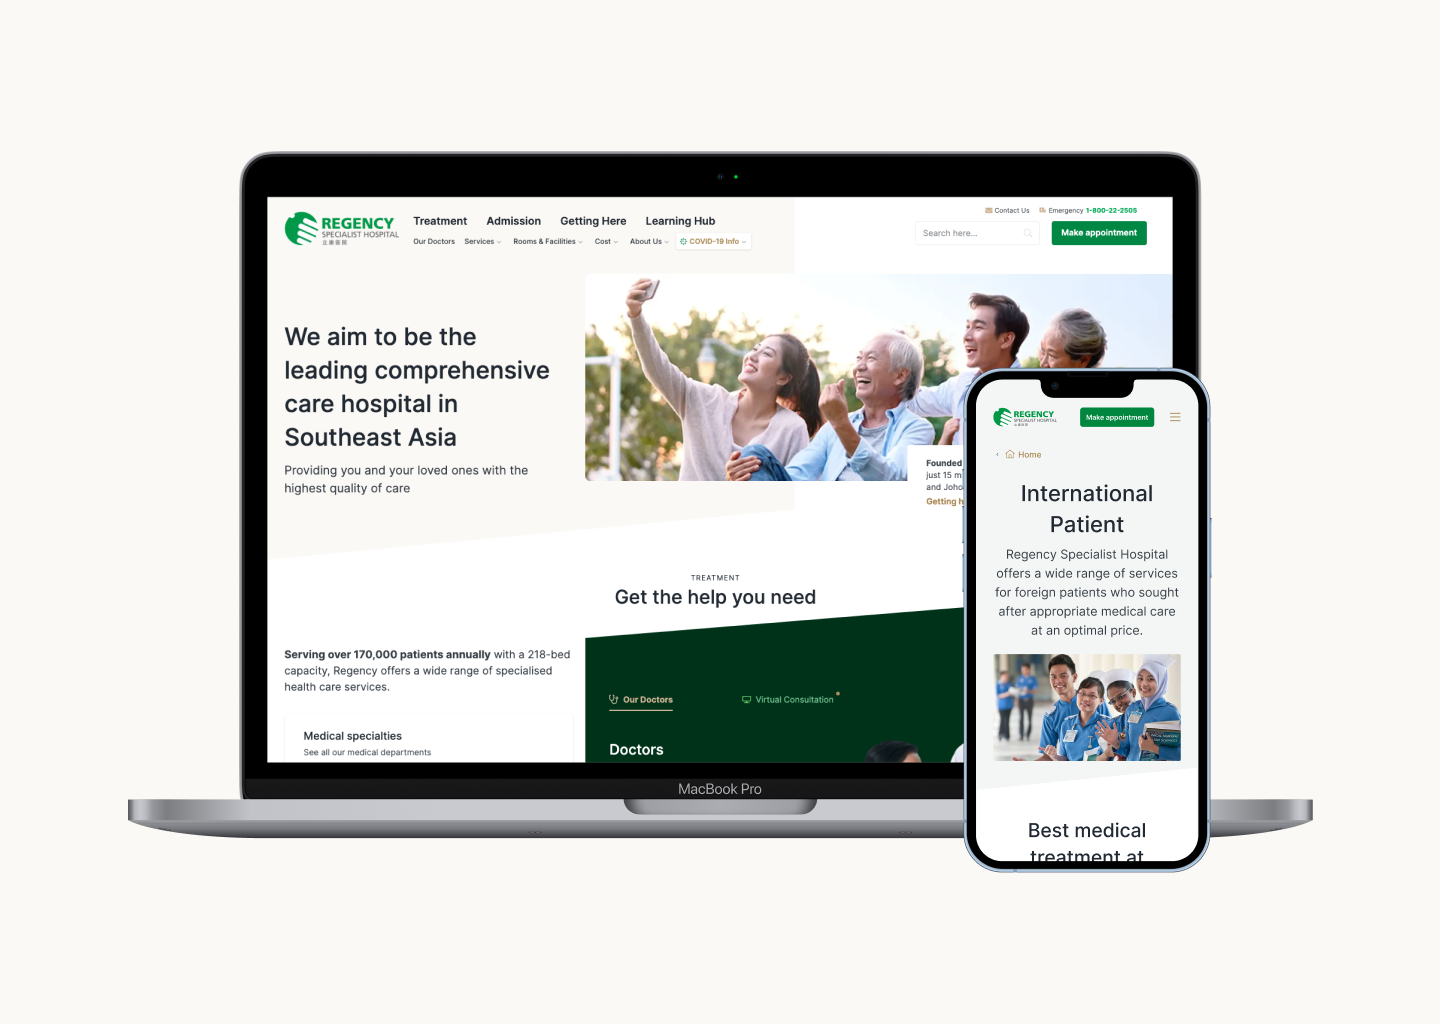 REGENCY
SPECIALIST HOSPITAL
立康医院
Treatment Admission Getting Here Learning Hub
Our Doctors Services Rooms & Facilities Cost About Us COVID-19 Info
Contact Us Emergency 1-800-22-2505
Search here... Make appointment
We aim to be the
leading comprehensive
care hospital in
Southeast Asia
Providing you and your loved ones with the
highest quality of care
Founded
just 15 m
and Joho
Getting h
TREATMENT
Get the help you need
Serving over 170,000 patients annually with a 218-bed
capacity, Regency offers a wide range of specialised
health care services.
Medical specialties
See all our medical departments
Our Doctors Virtual Consultation
Doctors
MacBook Pro
REGENCY
SPECIALIST HOSPITAL
Make appointment
Home
International
Patient
Regency Specialist Hospital
offers a wide range of services
for foreign patients who sought
after appropriate medical care
at an optimal price.
Best medical
treatment at